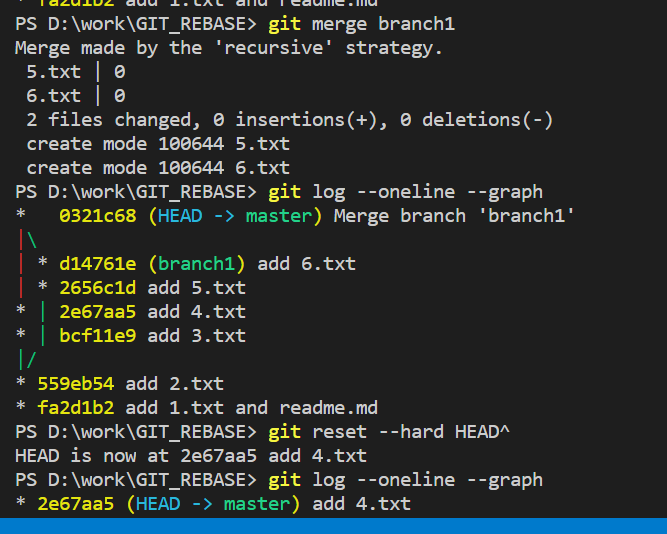 * fa2d1b2 add 1.txt and readme.md
PS D:\work\GIT_REBASE> git merge branch1
Merge made by the 'recursive' strategy.
 5.txt | 0
 6.txt | 0
 2 files changed, 0 insertions(+), 0 deletions(-)
 create mode 100644 5.txt
 create mode 100644 6.txt
PS D:\work\GIT_REBASE> git log --oneline --graph
*   0321c68 (HEAD -> master) Merge branch 'branch1'
|\
| * d14761e (branch1) add 6.txt
| * 2656c1d add 5.txt
* | 2e67aa5 add 4.txt
* | bcf11e9 add 3.txt
|/
* 559eb54 add 2.txt
* fa2d1b2 add 1.txt and readme.md
PS D:\work\GIT_REBASE> git reset --hard HEAD^
HEAD is now at 2e67aa5 add 4.txt
PS D:\work\GIT_REBASE> git log --oneline --graph
* 2e67aa5 (HEAD -> master) add 4.txt